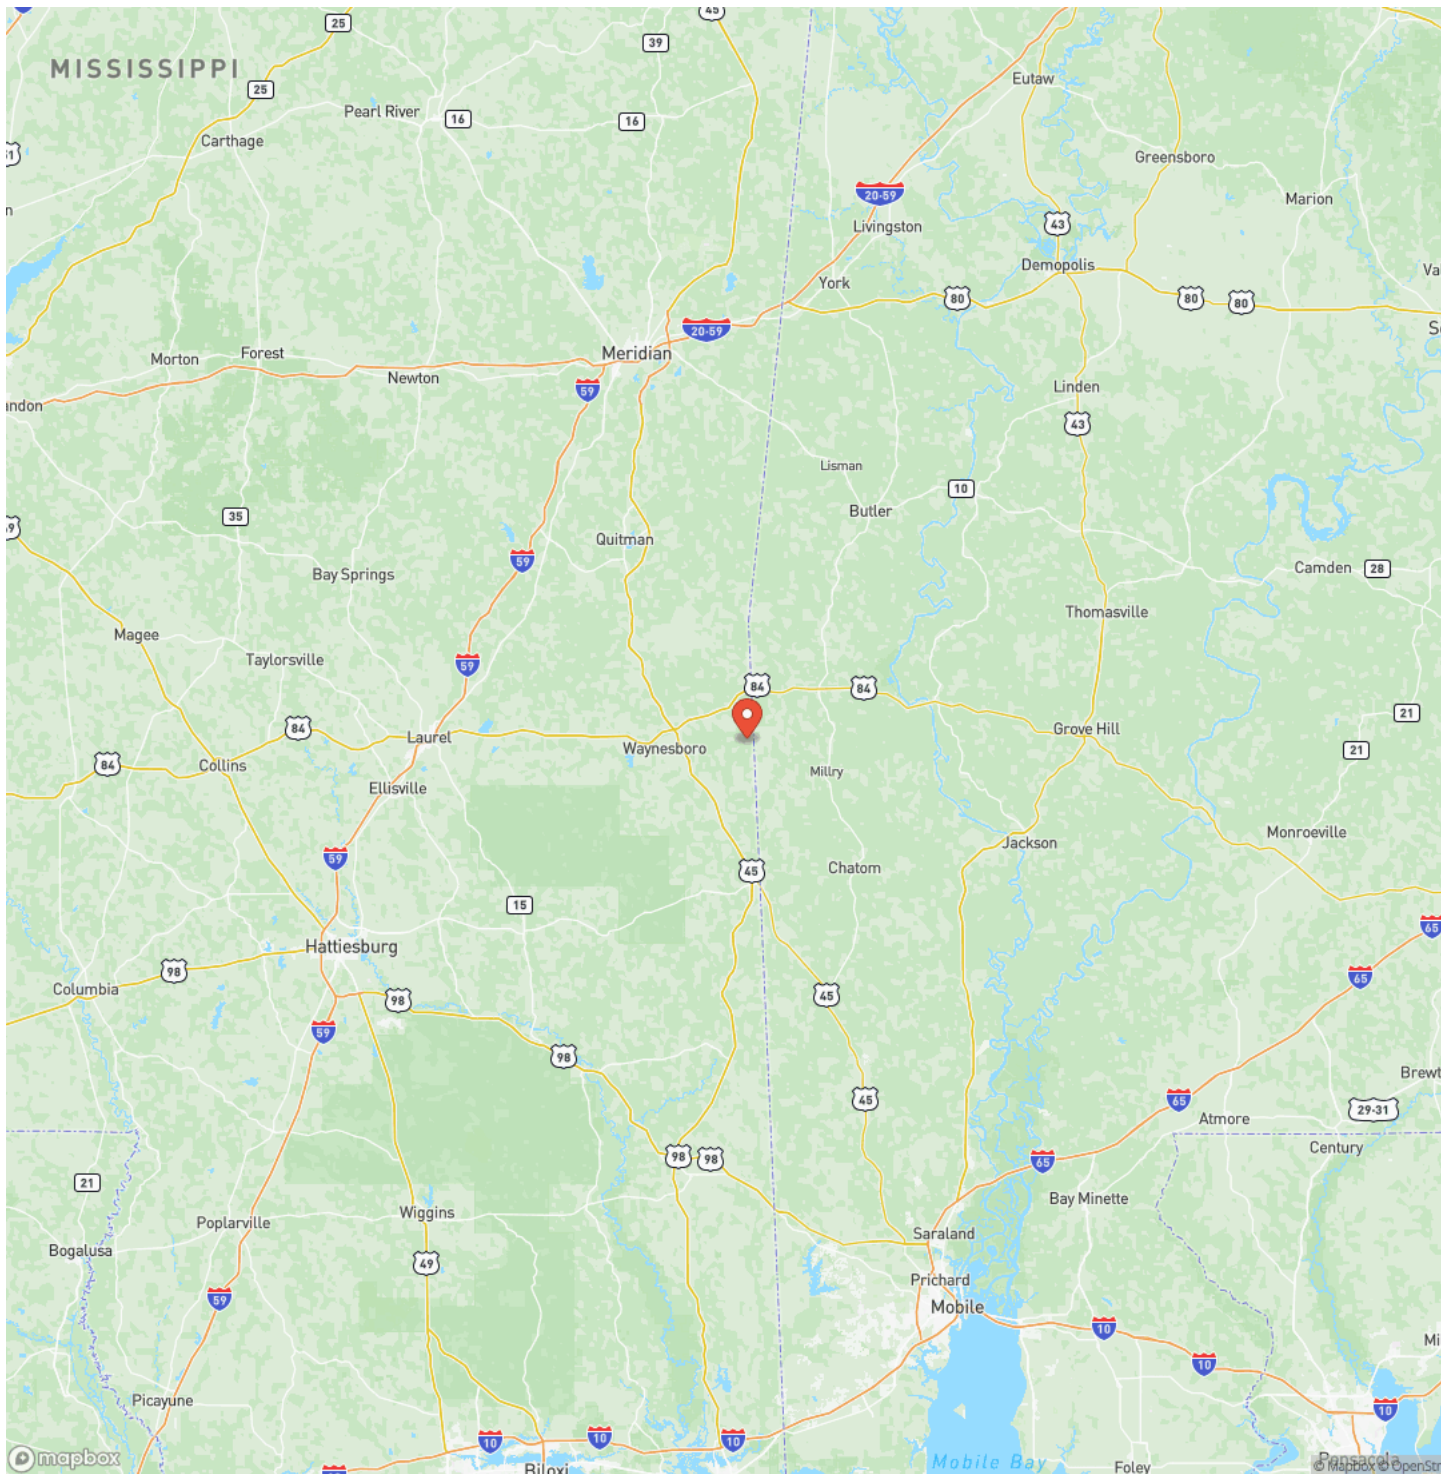 45
25
39
MISSISSIPPI
Eutaw
25
Pearl River
16
16
Carthage
Greensboro
20-59
Marion
43
Livingston
Demopolis
York
80
80
80
20-59
Meridian
Morton
Forest
Newton
59
Linden
43
Lisman
10
Butler
35
Quitman
59
Bay Springs
Camden
28
Thomasville
Magee
Taylorsville
59
84
84
21
84
Laurel
Waynesboro
Grove Hill
21
84
Collins
Millry
Ellisville
Monroeville
59
Jackson
45
Chatom
15
65
Hattiesburg
98
65
Columbia
98
45
59
98
Brewt
45
65
29-31
Atmore
Century
98
98
65
21
Bay Minette
Wiggins
Poplarville
Saraland
Bogalusa
49
Prichard
59
Mobile
10
Mi
10
Picayune
10
10
10
10
Mobile Bay
mapbox
Biloxi
Foley
Pensacola
© Mapbox © OpenStr